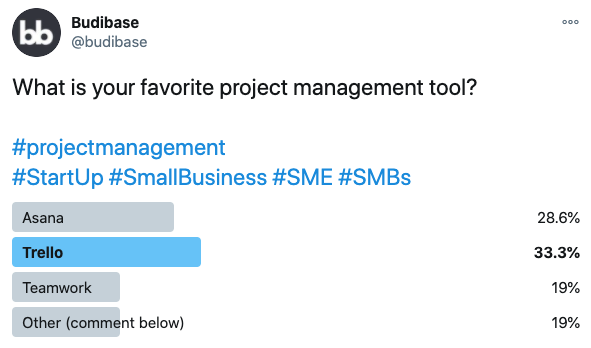 bb
Budibase
@budibase
What is your favorite project management tool?
#projectmanagement
#StartUp #SmallBusiness #SME #SMBs
Asana 28.6%
Trello 33.3%
Teamwork 19%
Other (comment below) 19%